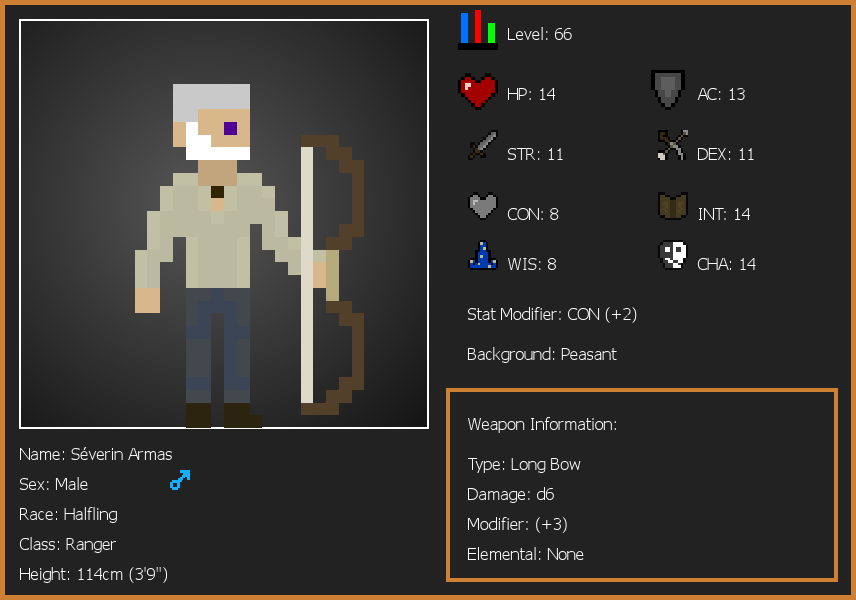 Level: 66
HP: 14
AC: 13
STR: 11
DEX: 11
CON: 8
INT: 14
WIS: 8
CHA: 14
Stat Modifier: CON (+2)
Background: Peasant
Weapon Information:
Type: Long Bow
Damage: d6
Modifier: (+3)
Elemental: None
Name: Séverin Armas
Sex: Male
Race: Halfling
Class: Ranger
Height: 114cm (3'9")